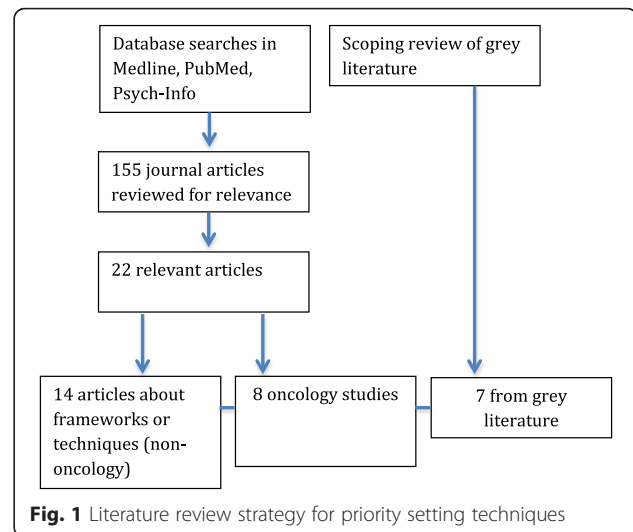 Database searches in
Medline, PubMed,
Psych-Info
Scoping review of grey
literature
155 journal articles
reviewed for relevance
22 relevant articles
14 articles about
frameworks or
techniques (non-
oncology)
8 oncology studies
7 from grey
literature
Fig. 1 Literature review strategy for priority setting techniques